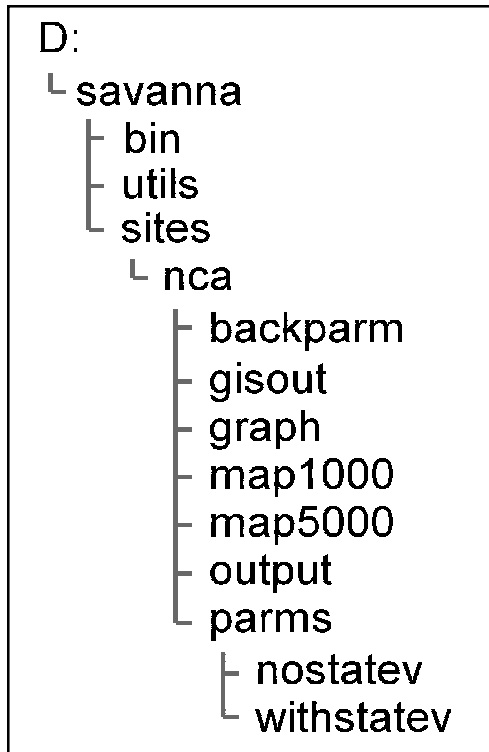 D:
savanna
bin
utils
sites
nca
backparm
gisout
graph
map1000
map5000
output
parms
nostatev
withstatev